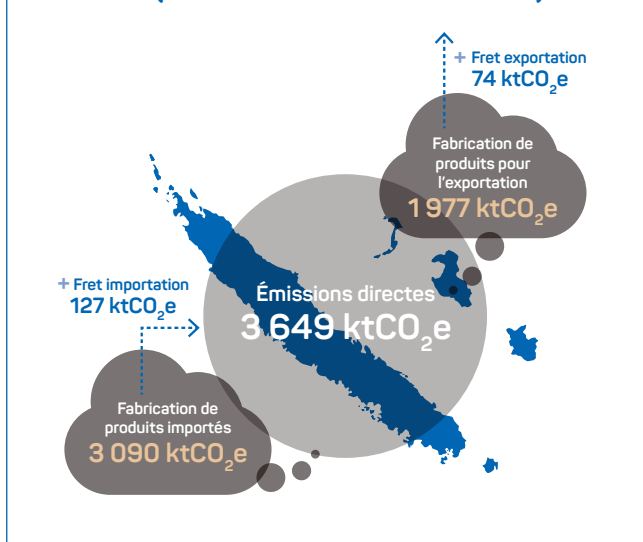 + Fret exportation
74 ktCO₂e
Fabrication de
produits pour
l'exportation
1 977 ktCO₂e
+ Fret importation
127 ktCO₂e
Émissions directes
3 649 ktCO₂e
Fabrication de
produits importés
3 090 ktCO₂e